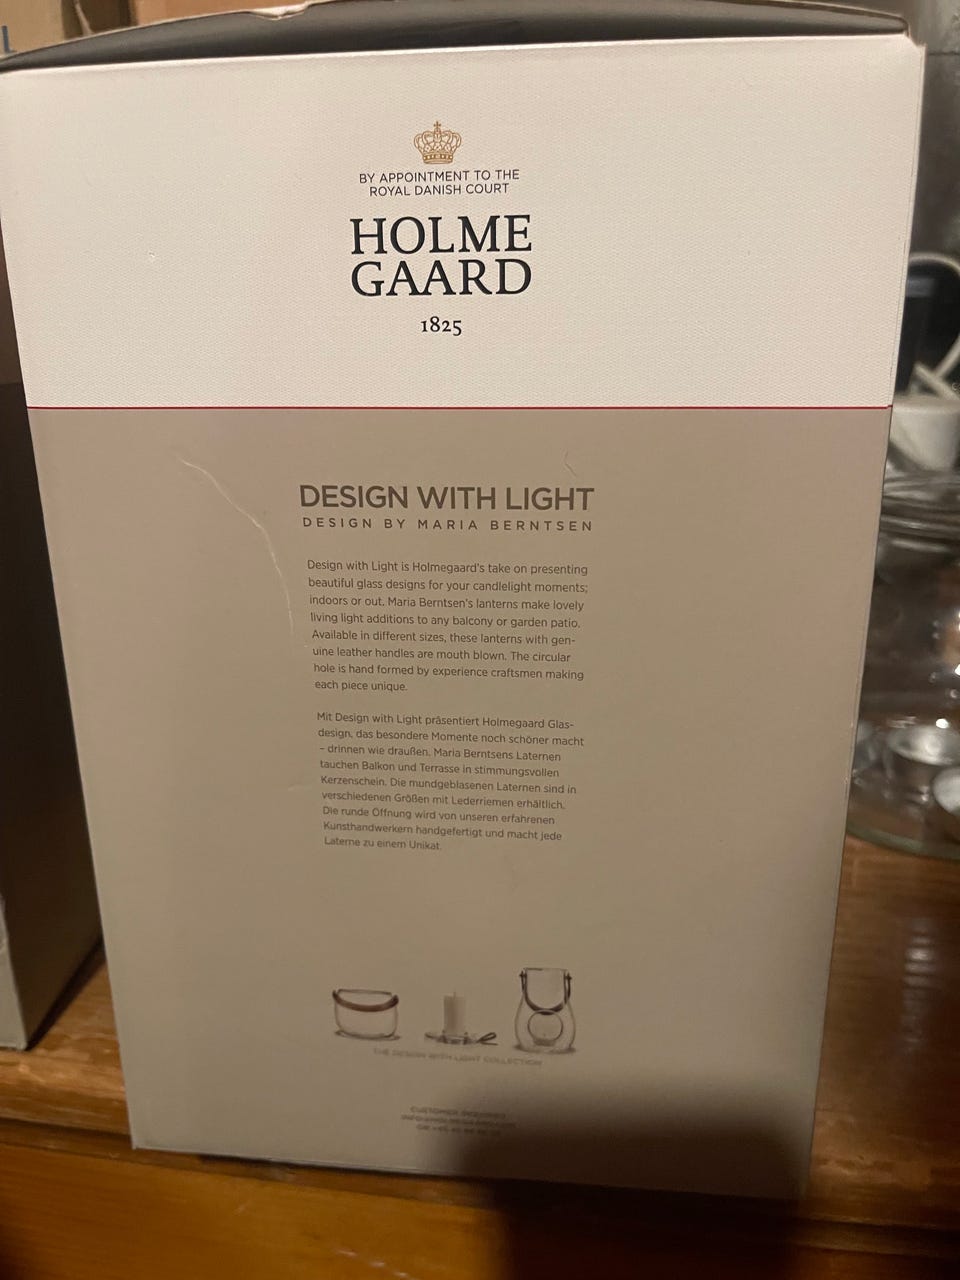 BY APPOINTMENT TO THE
ROYAL DANISH COURT
HOLME
GAARD
1825
DESIGN WITH LIGHT
DESIGN BY MARIA BERNTSEN
Design with Light is Holmegaard's take on presenting
beautiful glass designs for your candlelight moments;
indoors or out. Maria Berntsen's lanterns make lovely
living light additions to any balcony or garden patio.
Available in different sizes, these lanterns with gen-
uine leather handles are mouth blown. The circular
hole is hand formed by experience craftsmen making
each piece unique.
Mit Design with Light präsentiert Holmegaard Glas-
design, das besondere Momente noch schöner macht
– drinnen wie draußen. Maria Berntsens Laternen
tauchen Balkon und Terrasse in stimmungsvollen
Kerzenschein. Die mundgeblasenen Laternen sind in
verschiedenen Größen mit Lederriemen erhältlich.
Die runde Öffnung wird von unseren erfahrenen
Kunsthandwerkern handgefertigt und macht jede
Laterne zu einem Unikat.
THE DESIGN WITH LIGHT COLLECTION
CUSTOMER